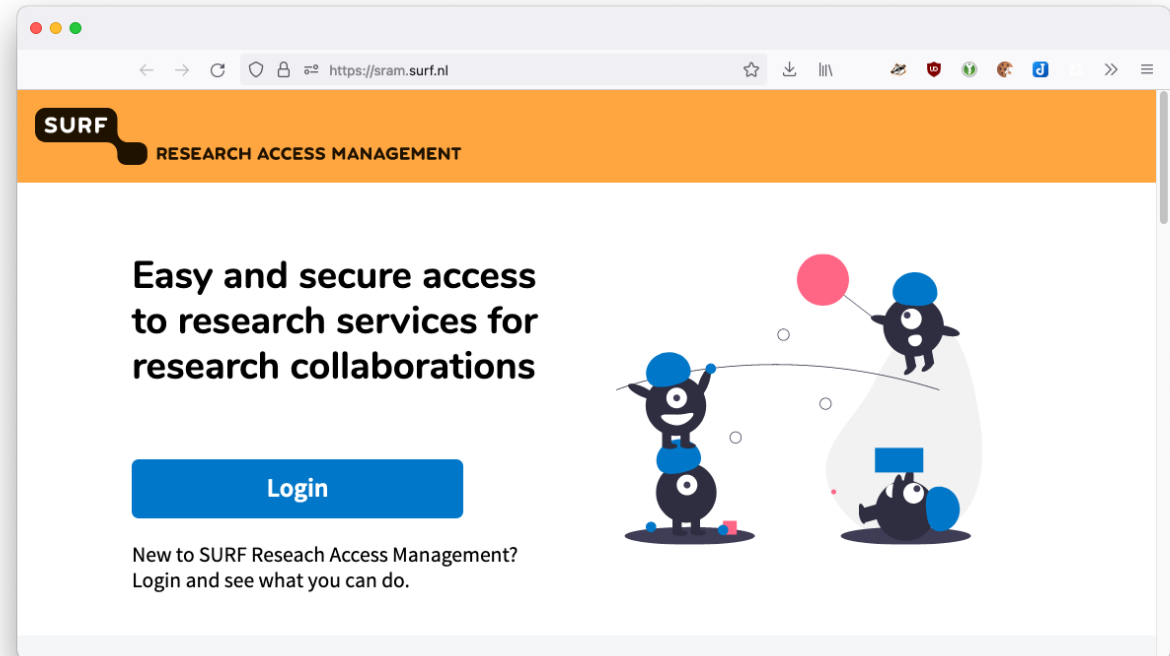 https://sram.surf.nl
SURF
RESEARCH ACCESS MANAGEMENT
Easy and secure access
to research services for
research collaborations
Login
New to SURF Reseach Access Management?
Login and see what you can do.